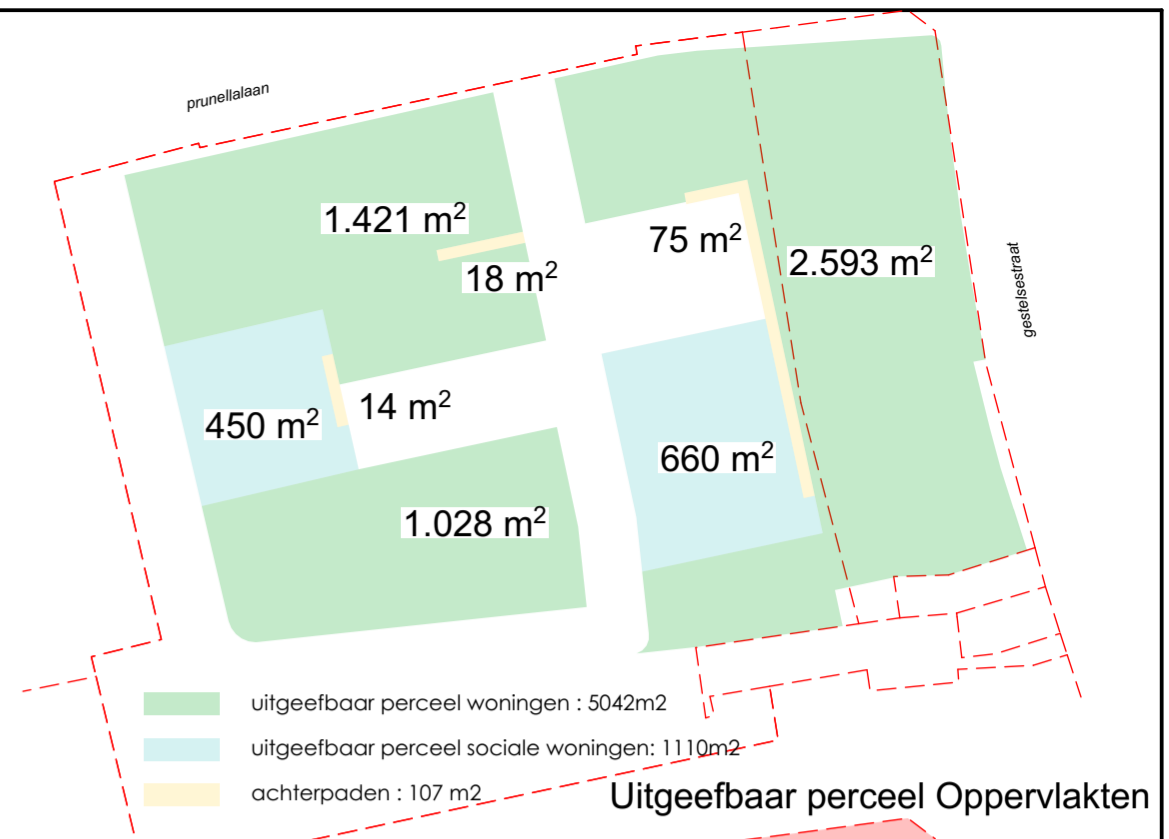 prunellalaan
1.421 m²
18 m²
75 m²
2.593 m²
gestelsestraat
450 m²
14 m²
660 m²
1.028 m²
uitgeefbaar perceel woningen : 5042m2
uitgeefbaar perceel sociale woningen: 1110m2
achterpaden : 107 m2
Uitgeefbaar perceel Oppervlakten